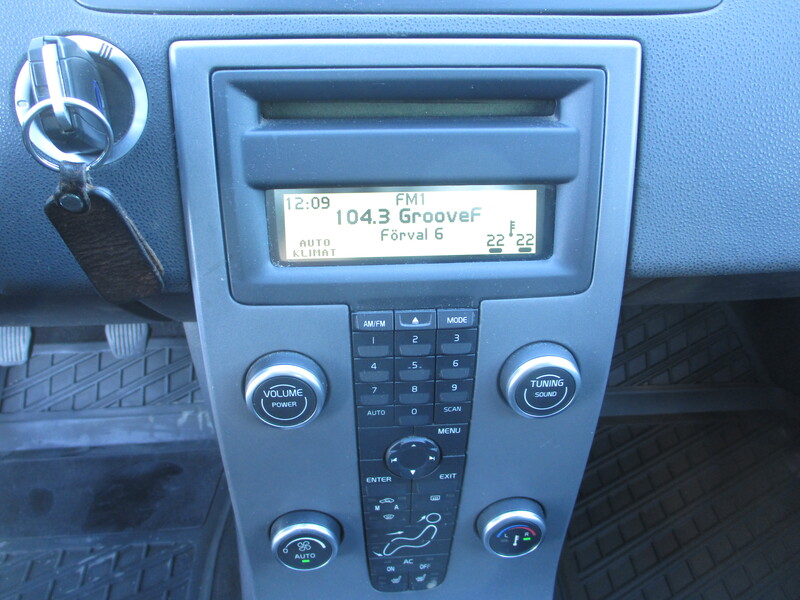 12:09
FM1
104.3 GrooveF
Förval 6
AUTO
KLIMAT
22 22
AM/FM MODE
1 2 3
4 5 6
7 8 9
AUTO 0 SCAN
VOLUME
POWER
TUNING
SOUND
MENU
ENTER EXIT
M A
AUTO
0
L R
AC
ON OFF